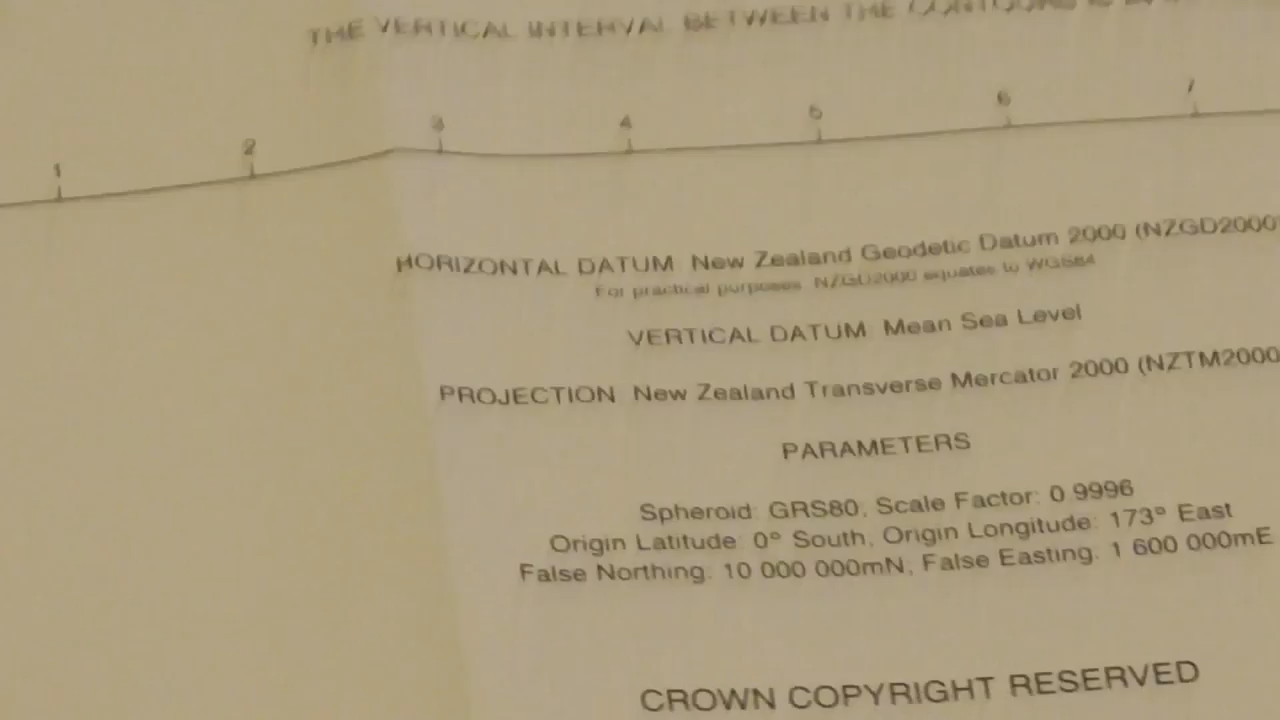 THE VERTICAL INTERVAL BETWEEN THE CONTOURS IS
1 2 3 4 5 6 7
HORIZONTAL DATUM New Zealand Geodetic Datum 2000 (NZGD2000
For practical purposes NZGD2000 equates to WGS84
VERTICAL DATUM Mean Sea Level
PROJECTION New Zealand Transverse Mercator 2000 (NZTM2000
PARAMETERS
Spheroid: GRS80, Scale Factor: 0 9996
Origin Latitude: 0° South, Origin Longitude: 173° East
False Northing: 10 000 000mN, False Easting: 1 600 000mE
CROWN COPYRIGHT RESERVED